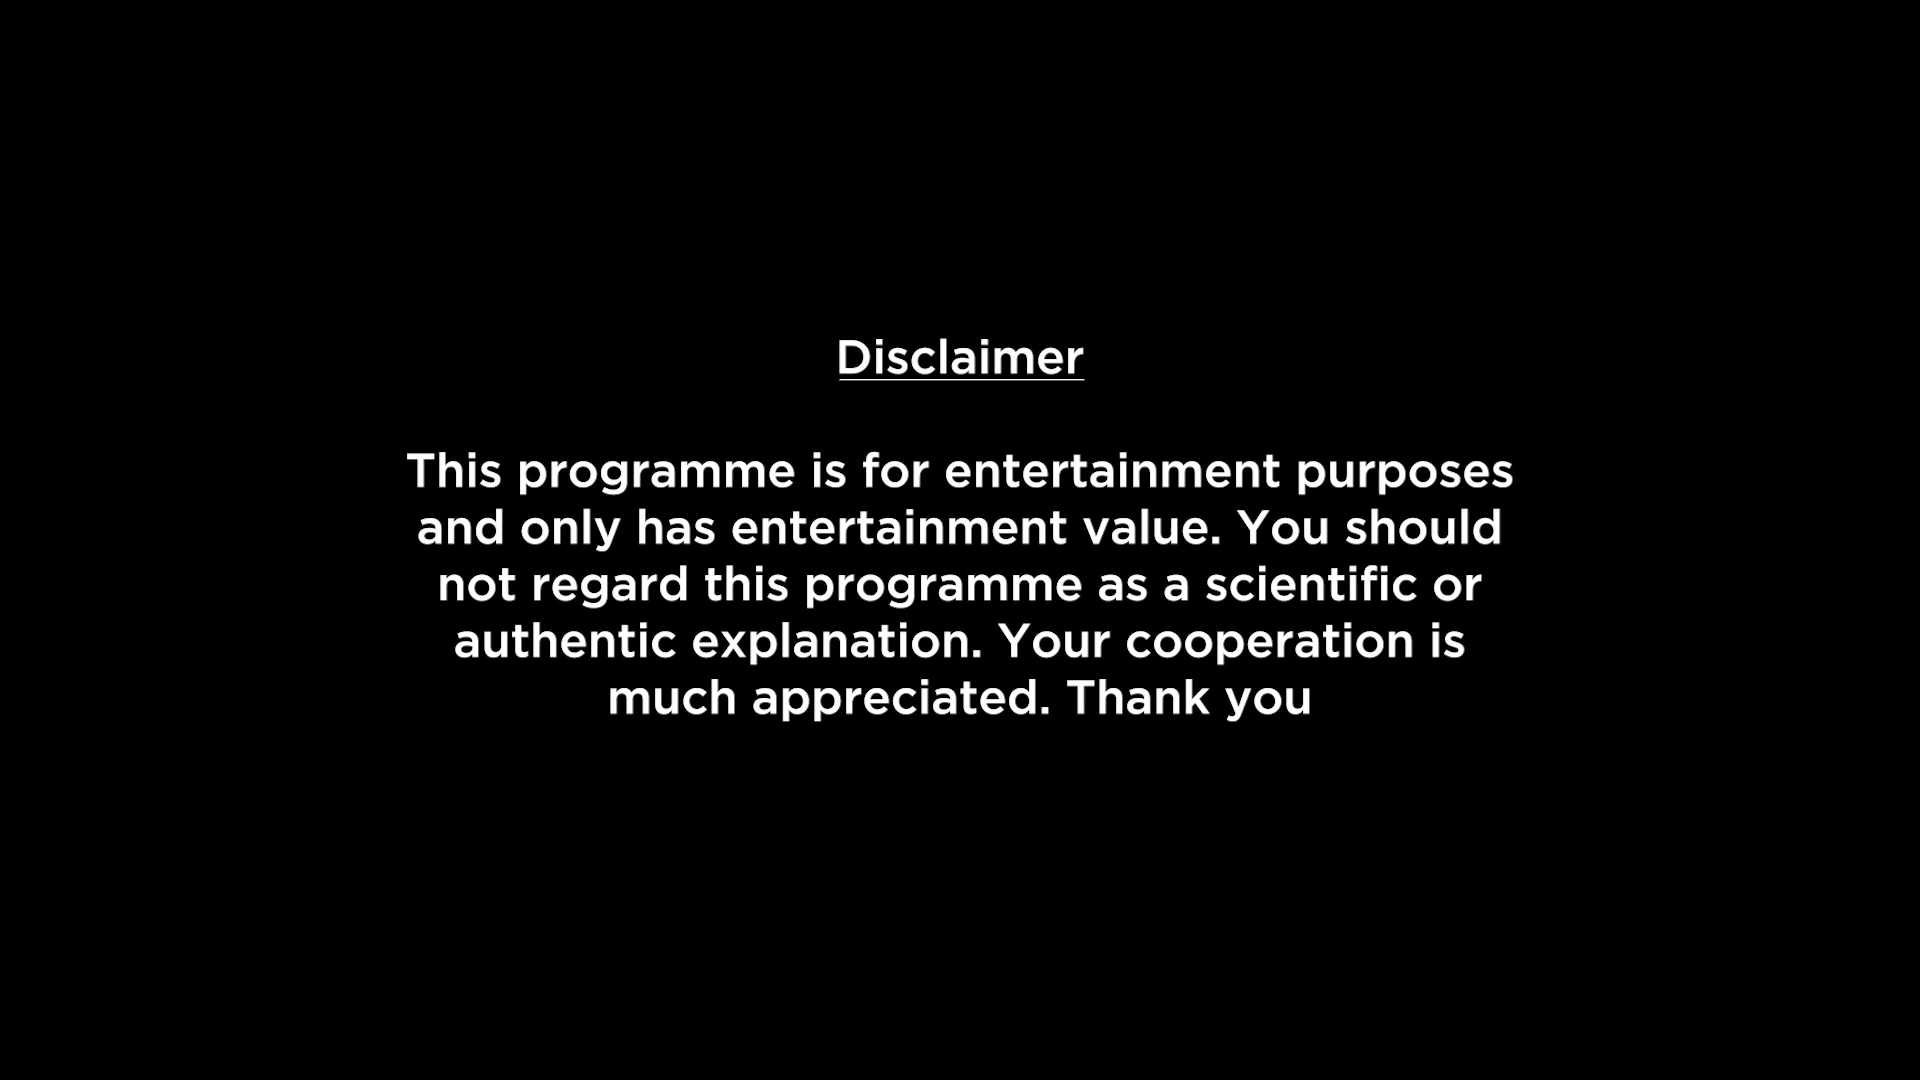 Disclaimer
This programme is for entertainment purposes
and only has entertainment value. You should
not regard this programme as a scientific or
authentic explanation. Your cooperation is
much appreciated. Thank you